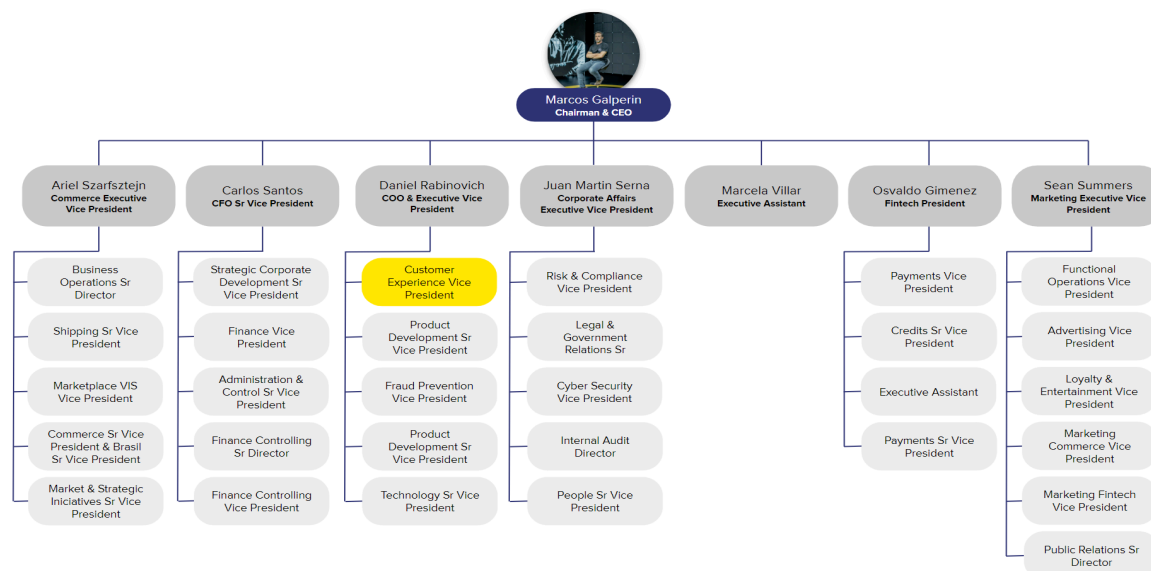 Marcos Galperin
Chairman & CEO
Ariel Szarfsztejn
Commerce Executive
Vice President
Carlos Santos
CFO Sr Vice President
Daniel Rabinovich
COO & Executive Vice
President
Juan Martin Serna
Corporate Affairs
Executive Vice President
Marcela Villar
Executive Assistant
Osvaldo Gimenez
Fintech President
Sean Summers
Marketing Executive Vice
President
Business
Operations Sr
Director
Shipping Sr Vice
President
Marketplace VIS
Vice President
Commerce Sr Vice
President & Brasil
Sr Vice President
Market & Strategic
Iniciatives Sr Vice
President
Strategic Corporate
Development Sr
Vice President
Finance Vice
President
Administration &
Control Sr Vice
President
Finance Controlling
Sr Director
Finance Controlling
Vice President
Customer
Experience Vice
President
Product
Development Sr
Vice President
Fraud Prevention
Vice President
Product
Development Sr
Vice President
Technology Sr Vice
President
Risk & Compliance
Vice President
Legal &
Government
Relations Sr
Cyber Security
Vice President
Internal Audit
Director
People Sr Vice
President
Payments Vice
President
Credits Sr Vice
President
Executive Assistant
Payments Sr Vice
President
Functional
Operations Vice
President
Advertising Vice
President
Loyalty &
Entertainment Vice
President
Marketing
Commerce Vice
President
Marketing Fintech
Vice President
Public Relations Sr
Director